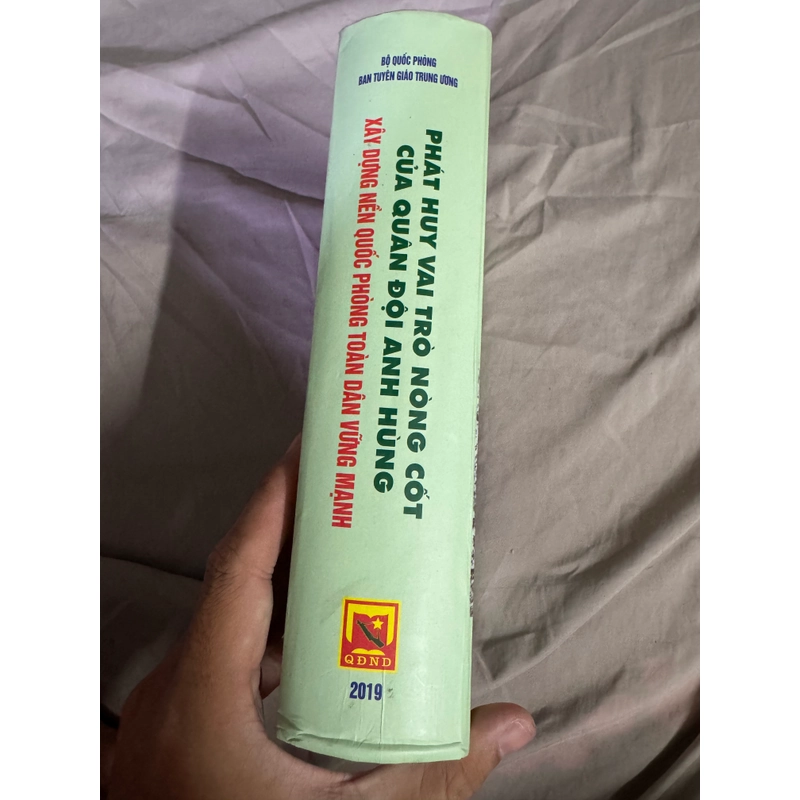 BỘ QUỐC PHÒNG
BAN TUYÊN GIÁO TRUNG ƯƠNG
PHÁT HUY VAI TRÒ NÒNG CỐT
CỦA QUÂN ĐỘI ANH HÙNG
XÂY DỰNG NỀN QUỐC PHÒNG TOÀN DÂN VỮNG MẠNH
QĐND
2019